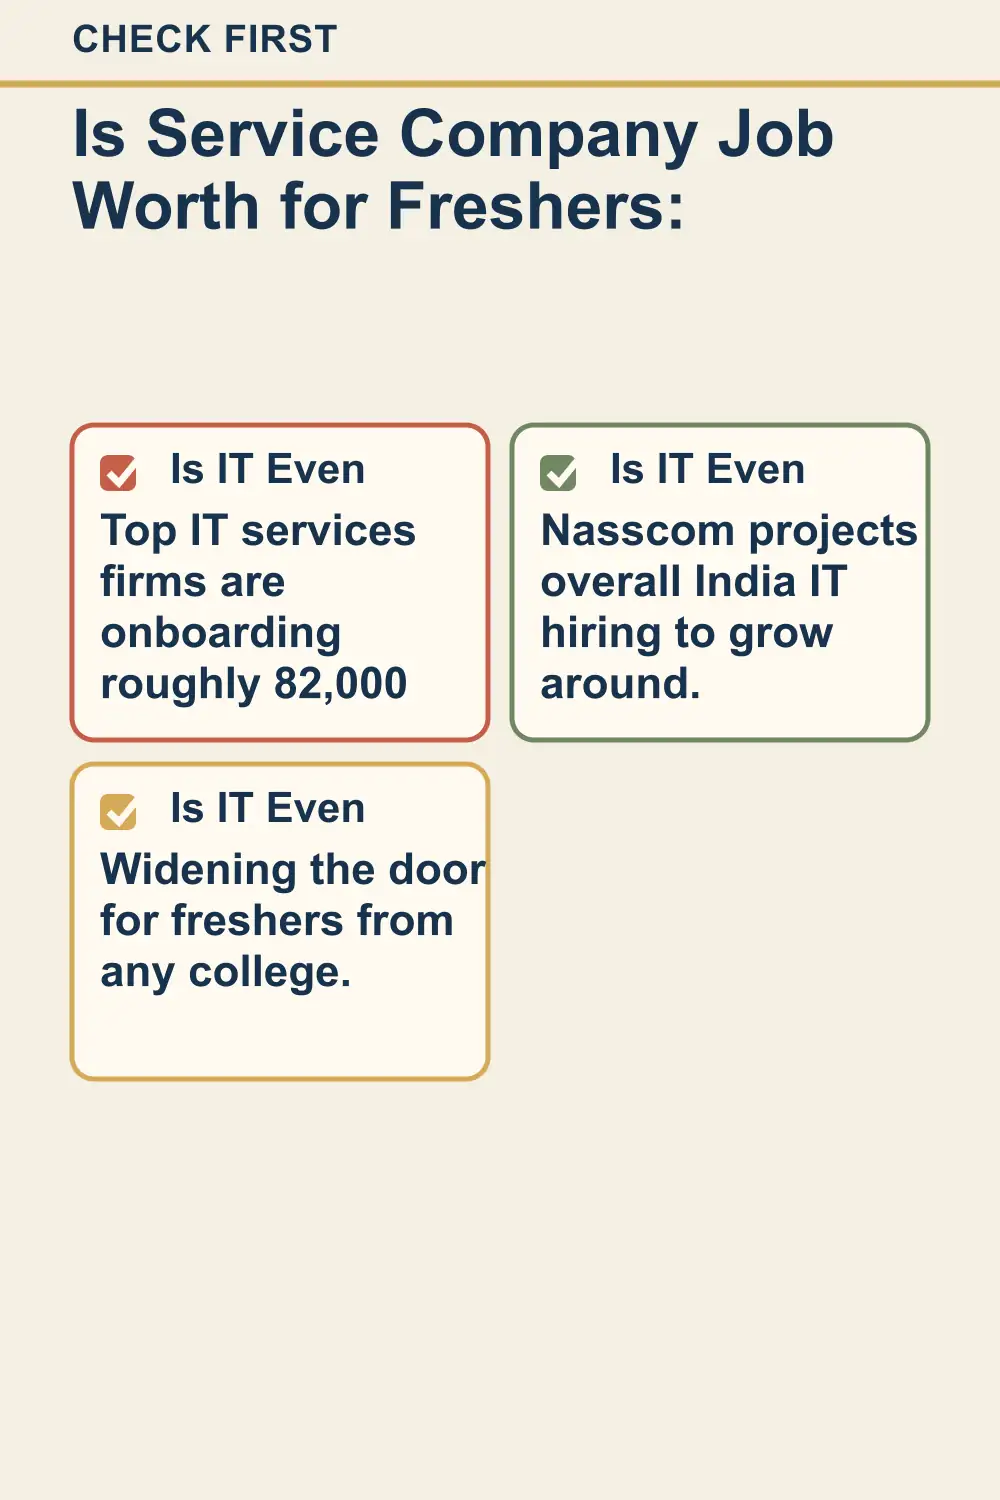 CHECK FIRST
Is Service Company Job
Worth for Freshers:
Is IT Even
Top IT services
firms are
onboarding
roughly 82,000
Is IT Even
Nasscom projects
overall India IT
hiring to grow
around.
Is IT Even
Widening the door
for freshers from
any college.